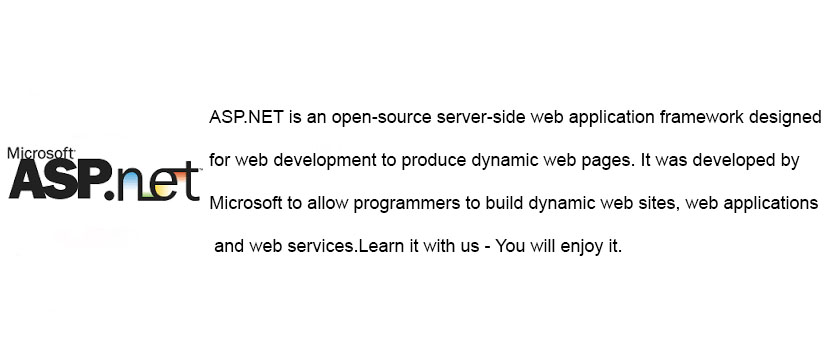 ASP.NET is an open-source server-side web application framework designed
for web development to produce dynamic web pages. It was developed by
Microsoft
ASP.net™
Microsoft to allow programmers to build dynamic web sites, web applications
and web services.Learn it with us - You will enjoy it.